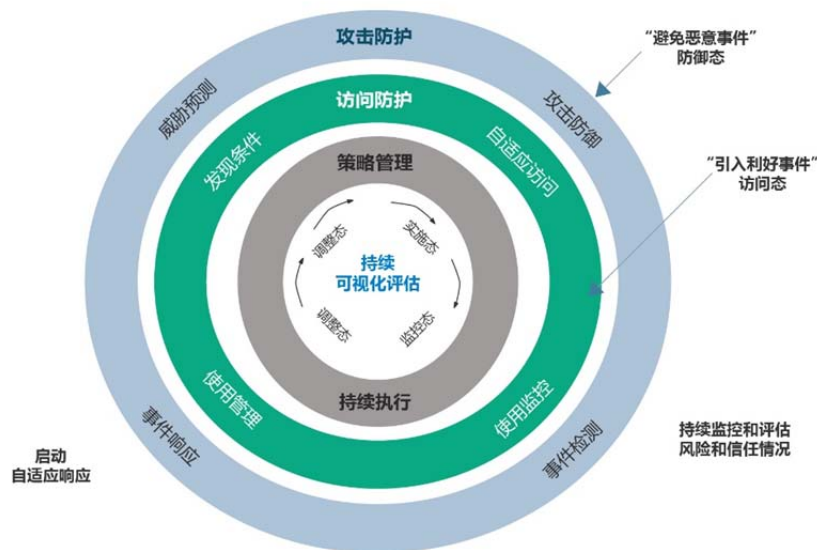 攻击防护
“避免恶意事件”
防御态
威胁预测
攻击防御
访问防护
发现条件
自适应访问
“引入利好事件”
访问态
策略管理
调整态
实施态
持续
可视化评估
调整态
监控态
持续执行
使用管理
使用监控
事件响应
事件检测
启动
自适应响应
持续监控和评估
风险和信任情况